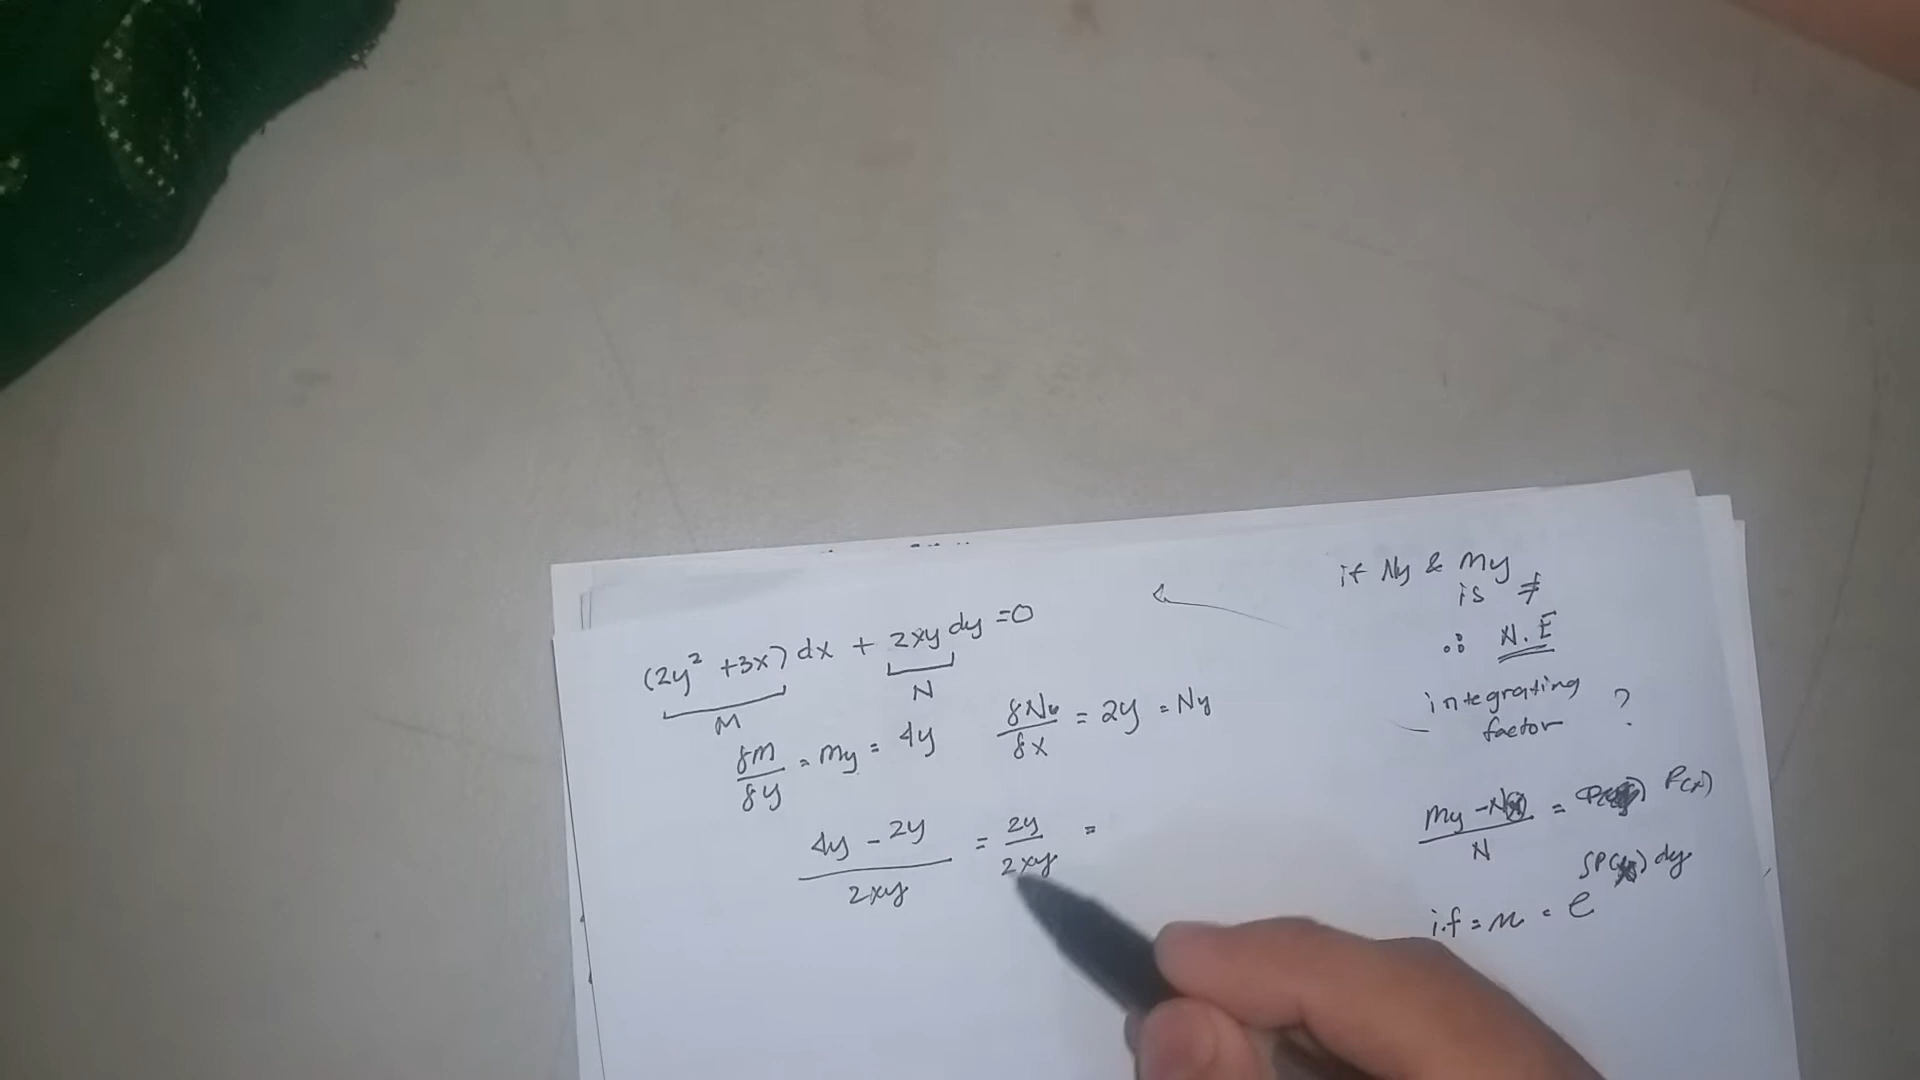 (2y² +3x) dx + 2xy dy =0
M
N
δM/δy = My = 4y
δN/δx = 2y = Ny
(4y - 2y)/2xy = 2y/2xy =
if Ny & My
is ≠
∴ N.E
integrating
factor ?
(My - N)/N = P(x)
i.f = м = e^∫P( ) dy